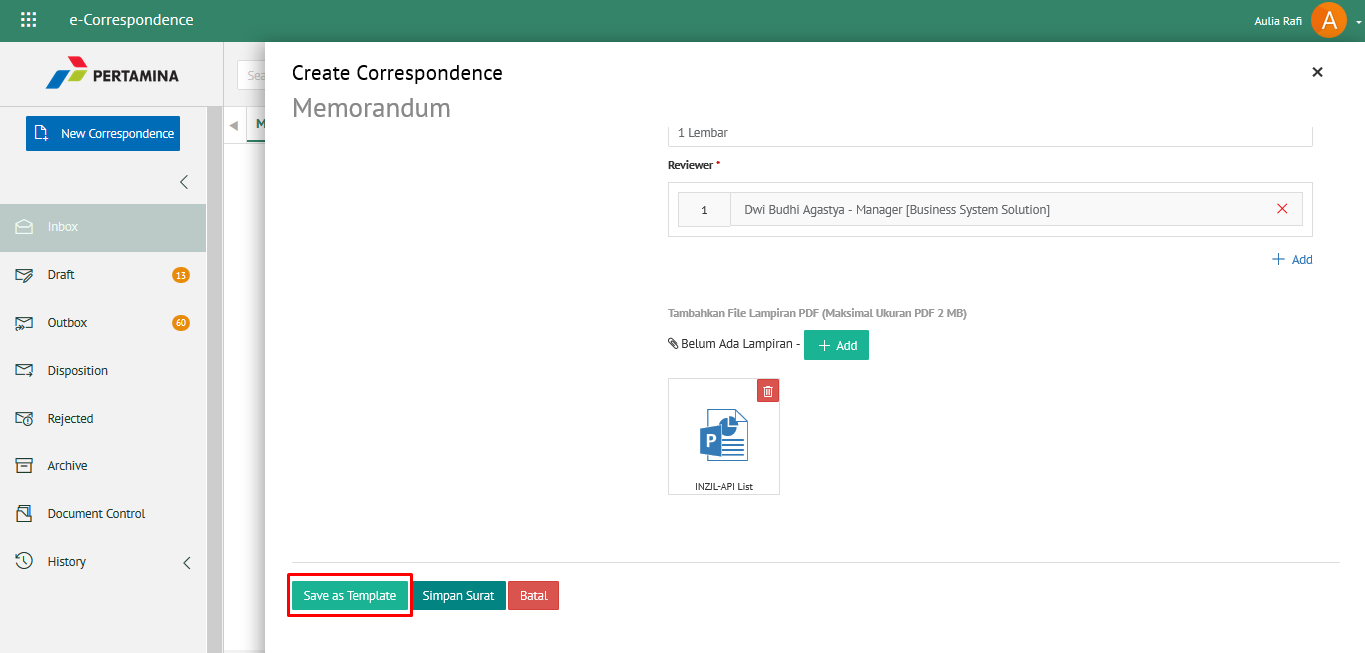 e-Correspondence
Aulia Rafi
A
PERTAMINA
Sea
Create Correspondence
Memorandum
New Correspondence
M
1 Lembar
Reviewer *
1
Dwi Budhi Agastya - Manager [Business System Solution]
Add
Inbox
Draft
13
Outbox
60
Disposition
Rejected
Archive
Document Control
History
Tambahkan File Lampiran PDF (Maksimal Ukuran PDF 2 MB)
Belum Ada Lampiran - Add
P
INZJL-API List
Save as Template
Simpan Surat
Batal